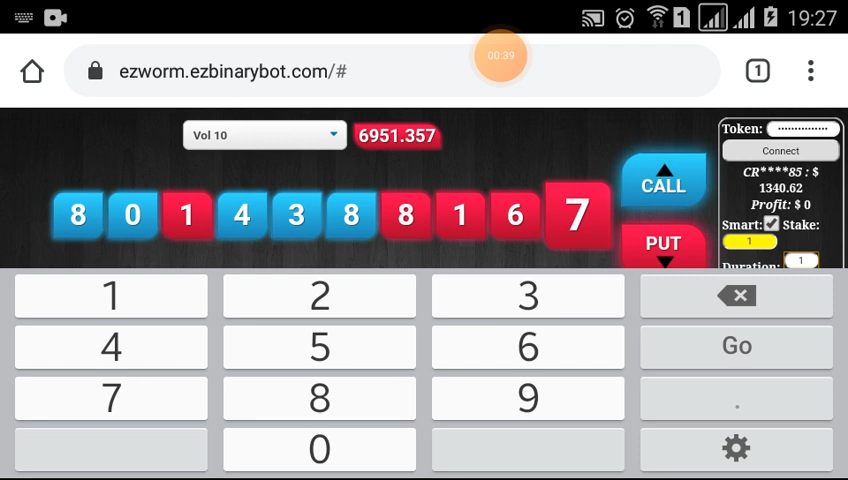 1 19:27
00:39
ezworm.ezbinarybot.com/# 1
Vol 10 6951.357
Token: ••••••••••••••
Connect
CR****85 : $
1340.62
Profit: $ 0
Smart: Stake:
1
Duration: 1
8 0 1 4 3 8 8 1 6 7
CALL
PUT
1 2 3
4 5 6 Go
7 8 9 .
0